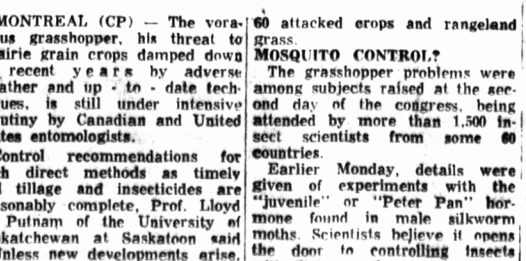 MONTREAL (CP) — The vora-
us grasshopper, his threat to
airie grain crops damped down
recent years by adverse
ather and up - to - date tech-
ues, is still under intensive
utiny by Canadian and United
tes entomologists.
ontrol recommendations for
h direct methods as timely
l tillage and insecticides are
sonably complete, Prof. Lloyd
Putnam of the University of
katchewan at Saskatoon said
nless new developments arise,
60 attacked crops and rangeland
grass.
MOSQUITO CONTROL?
The grasshopper problems were
among subjects raised at the sec-
ond day of the congress, being
attended by more than 1,500 in-
sect scientists from some 60
countries.
Earlier Monday, details were
given of experiments with the
"juvenile" or "Peter Pan" hor-
mone found in male silkworm
moths. Scientists believe it opens
the door to controlling insects